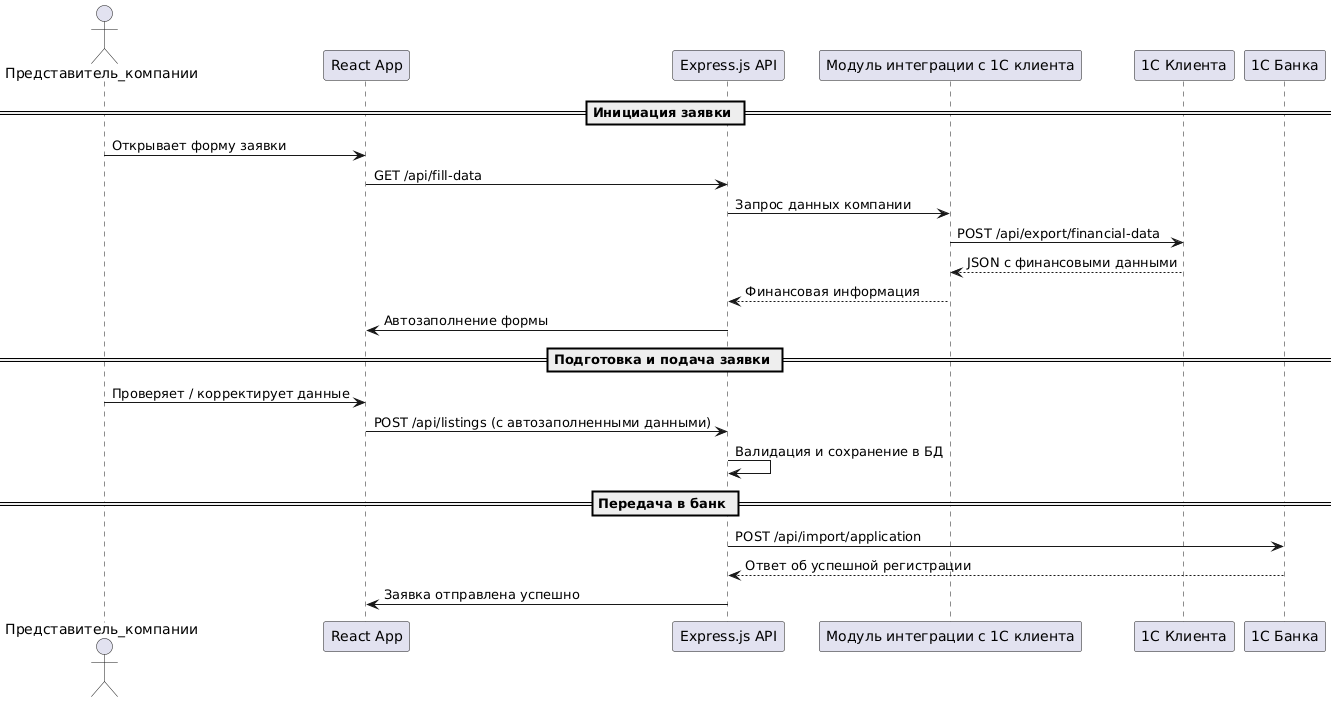 Представитель_компании
React App
Express.js API
Модуль интеграции с 1С клиента
1С Клиента
1С Банка
Инициация заявки
Открывает форму заявки
GET /api/fill-data
Запрос данных компании
POST /api/export/financial-data
JSON с финансовыми данными
Финансовая информация
Автозаполнение формы
Подготовка и подача заявки
Проверяет / корректирует данные
POST /api/listings (с автозаполненными данными)
Валидация и сохранение в БД
Передача в банк
POST /api/import/application
Ответ об успешной регистрации
Заявка отправлена успешно
Представитель_компании
React App
Express.js API
Модуль интеграции с 1С клиента
1С Клиента
1С Банка